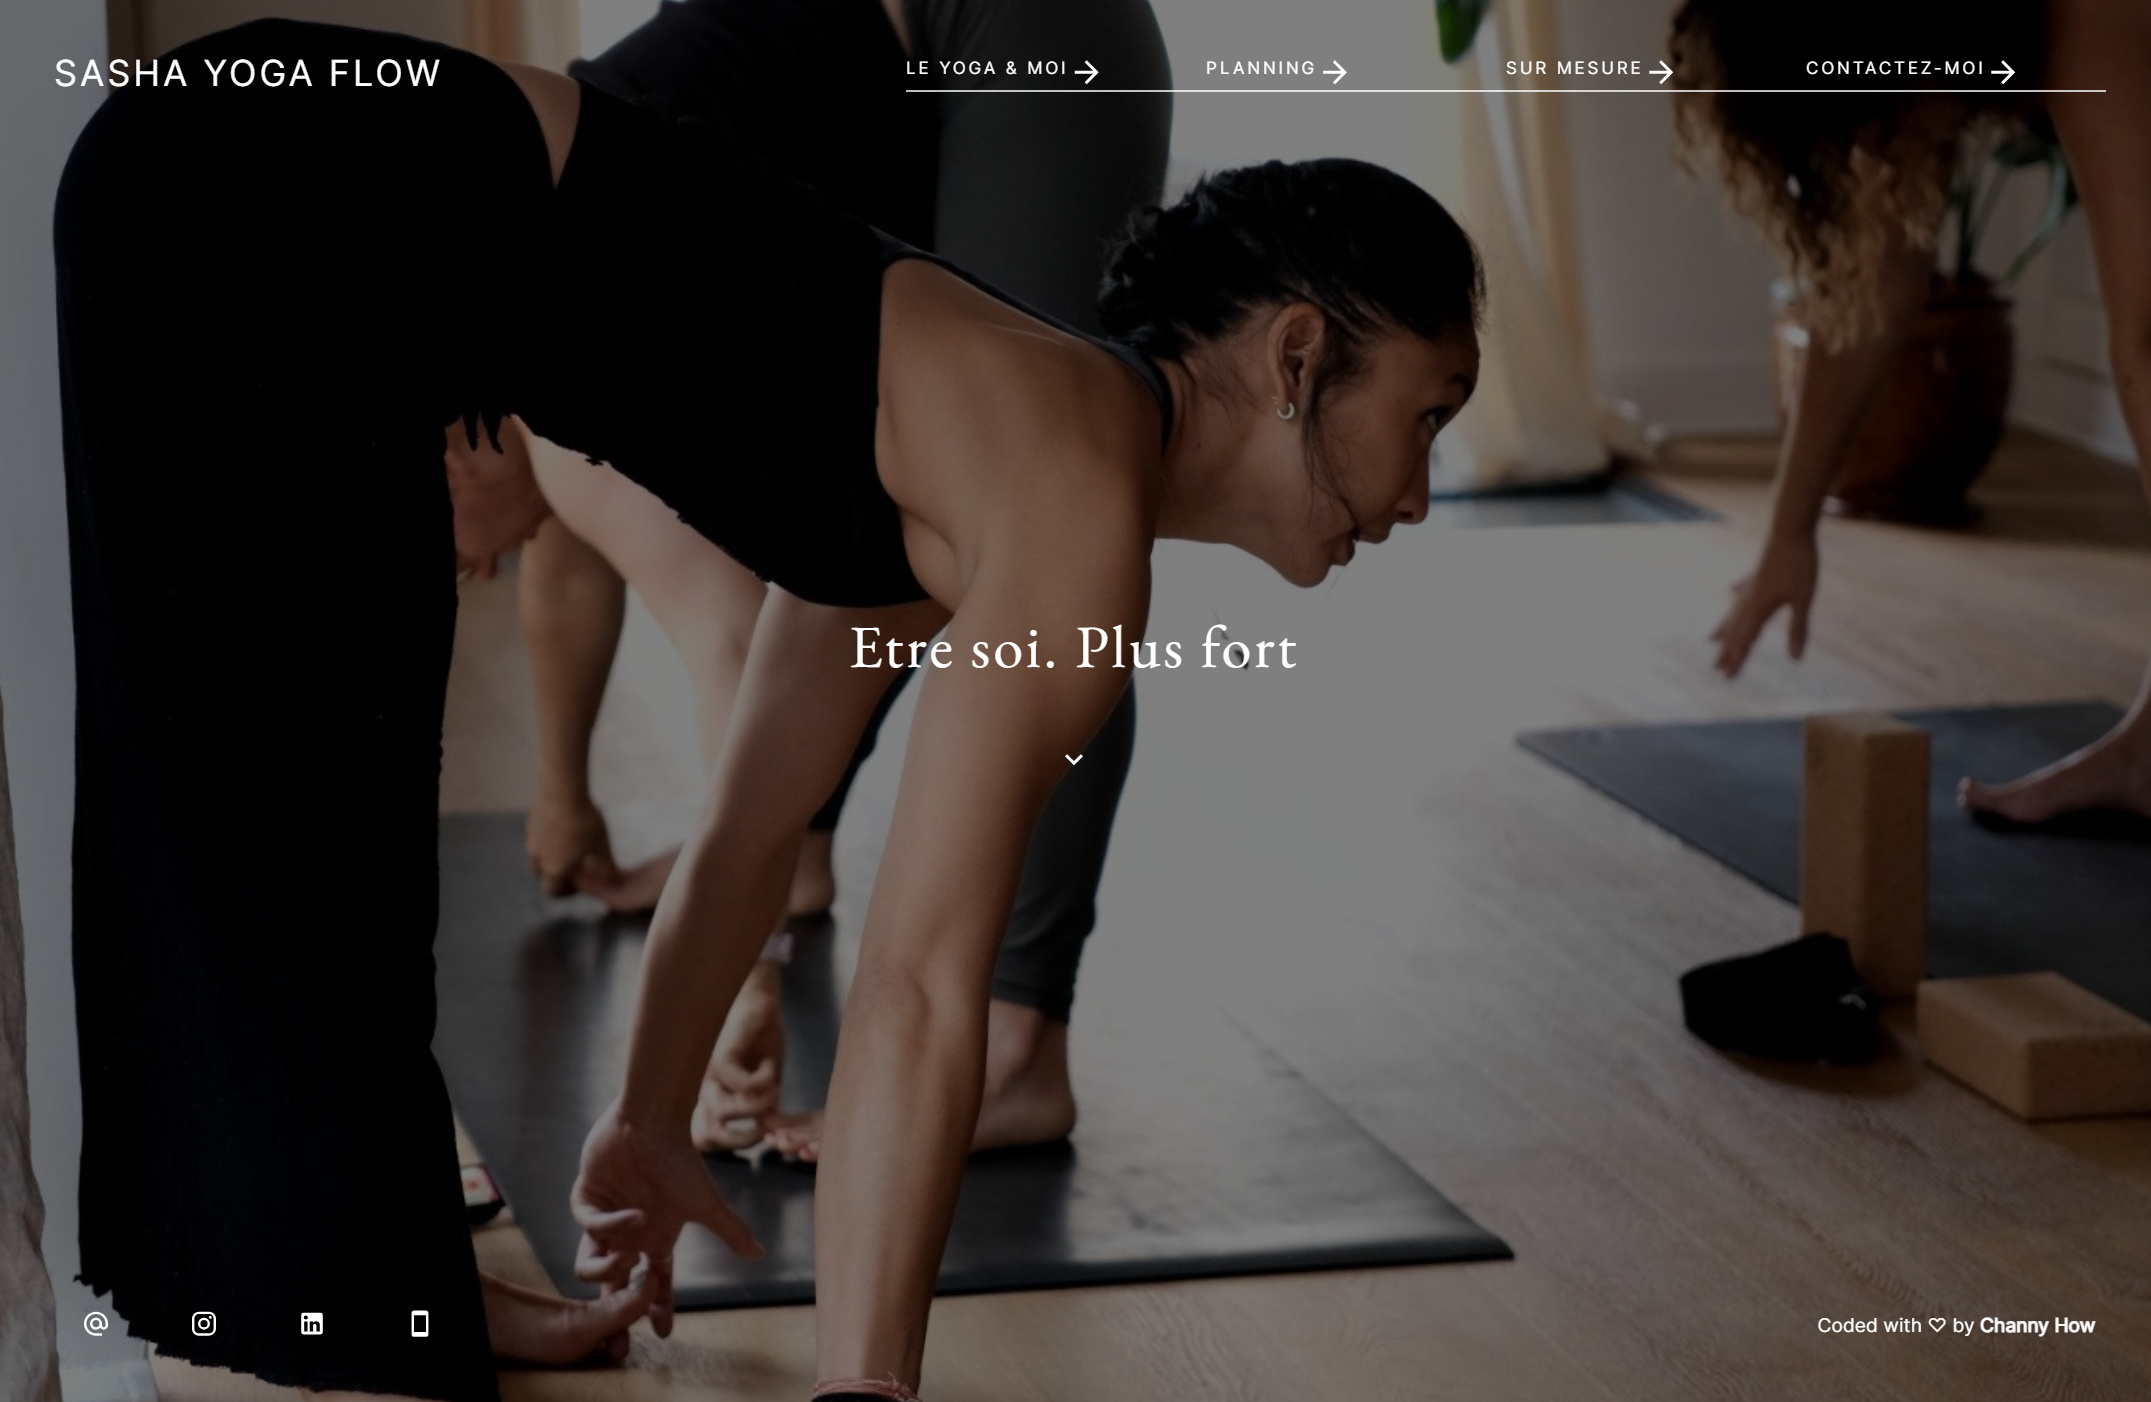 SASHA YOGA FLOW
LE YOGA & MOI → PLANNING → SUR MESURE → CONTACTEZ-MOI →
Etre soi. Plus fort
Coded with ♡ by Channy How